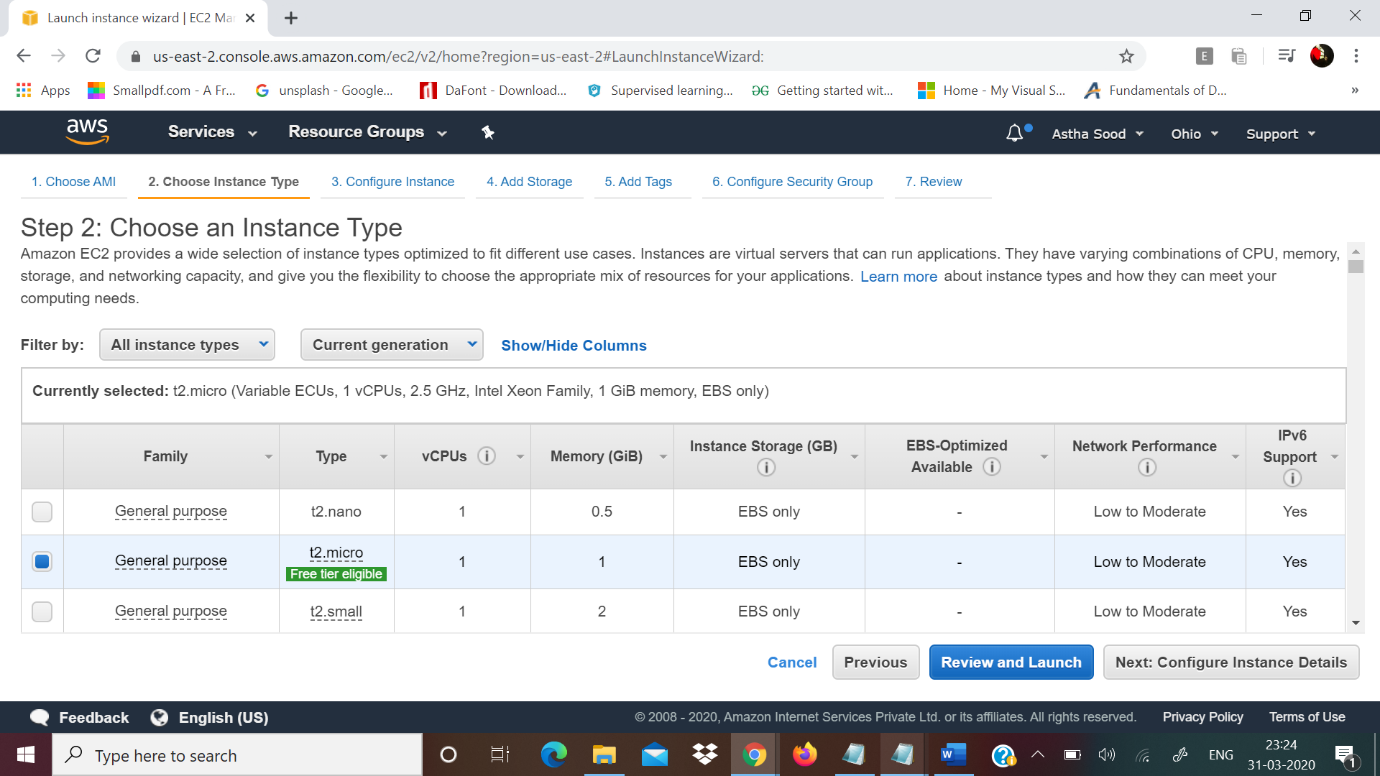 Launch instance wizard | EC2 Ma
us-east-2.console.aws.amazon.com/ec2/v2/home?region=us-east-2#LaunchInstanceWizard:
E
Apps Smallpdf.com - A Fr... unsplash - Google... DaFont - Download... Supervised learning... Getting started wit... Home - My Visual S... Fundamentals of D... »
aws Services Resource Groups Astha Sood Ohio Support
1. Choose AMI 2. Choose Instance Type 3. Configure Instance 4. Add Storage 5. Add Tags 6. Configure Security Group 7. Review
Step 2: Choose an Instance Type
Amazon EC2 provides a wide selection of instance types optimized to fit different use cases. Instances are virtual servers that can run applications. They have varying combinations of CPU, memory,
storage, and networking capacity, and give you the flexibility to choose the appropriate mix of resources for your applications. Learn more about instance types and how they can meet your
computing needs.
Filter by: All instance types Current generation Show/Hide Columns
Currently selected: t2.micro (Variable ECUs, 1 vCPUs, 2.5 GHz, Intel Xeon Family, 1 GiB memory, EBS only)
Family Type vCPUs Memory (GiB) Instance Storage (GB) EBS-Optimized Available Network Performance IPv6 Support
General purpose t2.nano 1 0.5 EBS only - Low to Moderate Yes
General purpose t2.micro 1 1 EBS only - Low to Moderate Yes
Free tier eligible
General purpose t2.small 1 2 EBS only - Low to Moderate Yes
Cancel Previous Review and Launch Next: Configure Instance Details
Feedback English (US) © 2008 - 2020, Amazon Internet Services Private Ltd. or its affiliates. All rights reserved. Privacy Policy Terms of Use
Type here to search ENG 23:24
31-03-2020
1